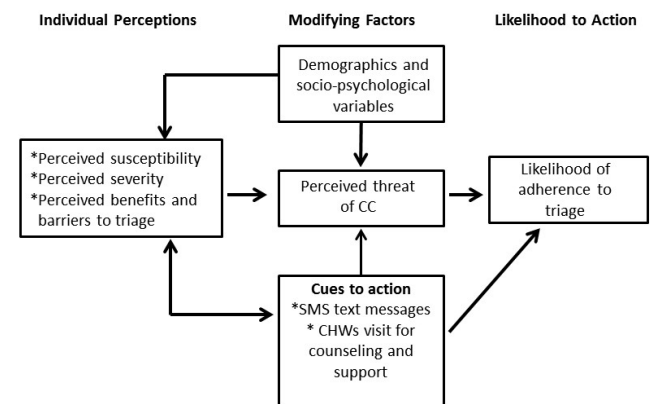 Individual Perceptions
Modifying Factors
Likelihood to Action
Demographics and
socio-psychological
variables
*Perceived susceptibility
*Perceived severity
*Perceived benefits and
barriers to triage
Perceived threat
of CC
Likelihood of
adherence to
triage
Cues to action
*SMS text messages
* CHWs visit for
counseling and
support